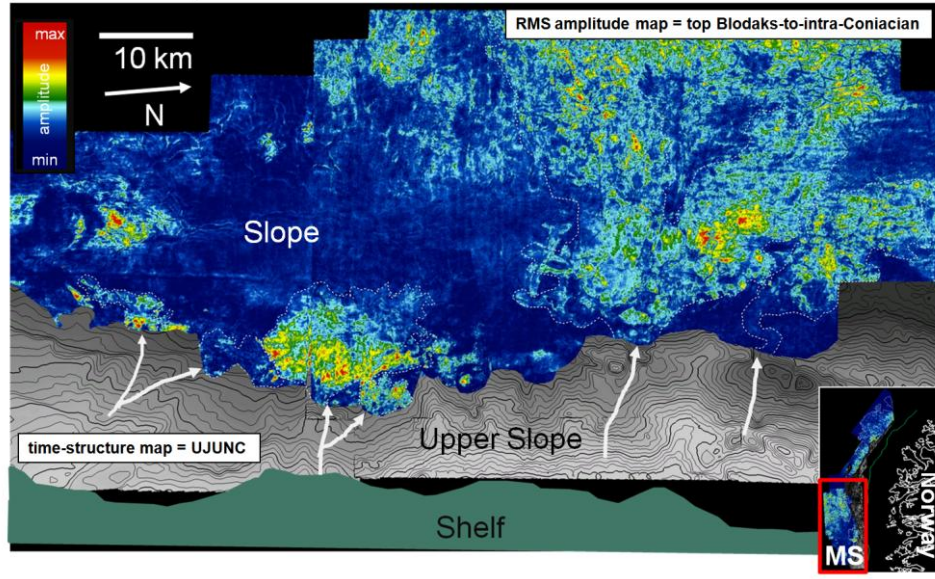 RMS amplitude map = top Blodaks-to-intra-Coniacian
max
amplitude
min
10 km
N
Slope
time-structure map = UJUNC
Upper Slope
Shelf
Norway
MS